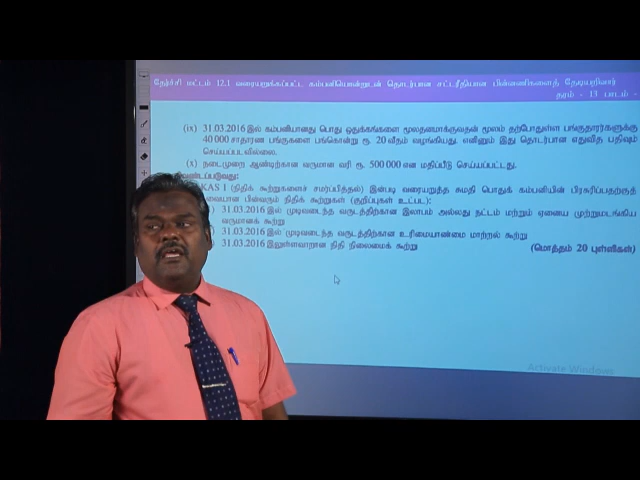 தேர்ச்சி மட்டம் 12.1 வரையறுக்கப்பட்ட கம்பனியொன்றுடன் தொடர்பான சட்டரீதியான பின்னணிகளைத் தேடியறிவார்
தரம் - 13 பாடம் -
(ix) 31.03.2016 இல் கம்பனியானது பொது ஒதுக்கங்களை மூலதனமாக்குவதன் மூலம் தற்போதுள்ள பங்குதாரர்களுக்கு
40 000 சாதாரண பங்குகளை பங்கொன்று ரூ. 20 வீதம் வழங்கியது. எனினும் இது தொடர்பான எதுவித பதிவும்
செய்யப்படவில்லை.
(x) நடைமுறை ஆண்டிற்கான வருமான வரி ரூ. 500 000 என மதிப்பீடு செய்யப்பட்டது.
வேண்டப்படுவது:
KAS 1 (நிதிக் கூற்றுகளைச் சமர்ப்பித்தல்) இன்படி வரையறுத்த சுமதி பொதுக் கம்பனியின் பிரசுரிப்பதற்குத்
தேவையான பின்வரும் நிதிக் கூற்றுகள் (குறிப்புகள் உட்பட):
) 31.03.2016 இல் முடிவடைந்த வருடத்திற்கான இலாபம் அல்லது நட்டம் மற்றும் ஏனைய முற்றுமடங்கிய
வருமானக் கூற்று
) 31.03.2016 இல் முடிவடைந்த வருடத்திற்கான உரிமையாண்மை மாற்றல் கூற்று
) 31.03.2016 இலுள்ளவாறான நிதி நிலைமைக் கூற்று (மொத்தம் 20 புள்ளிகள்)
Activate Windows